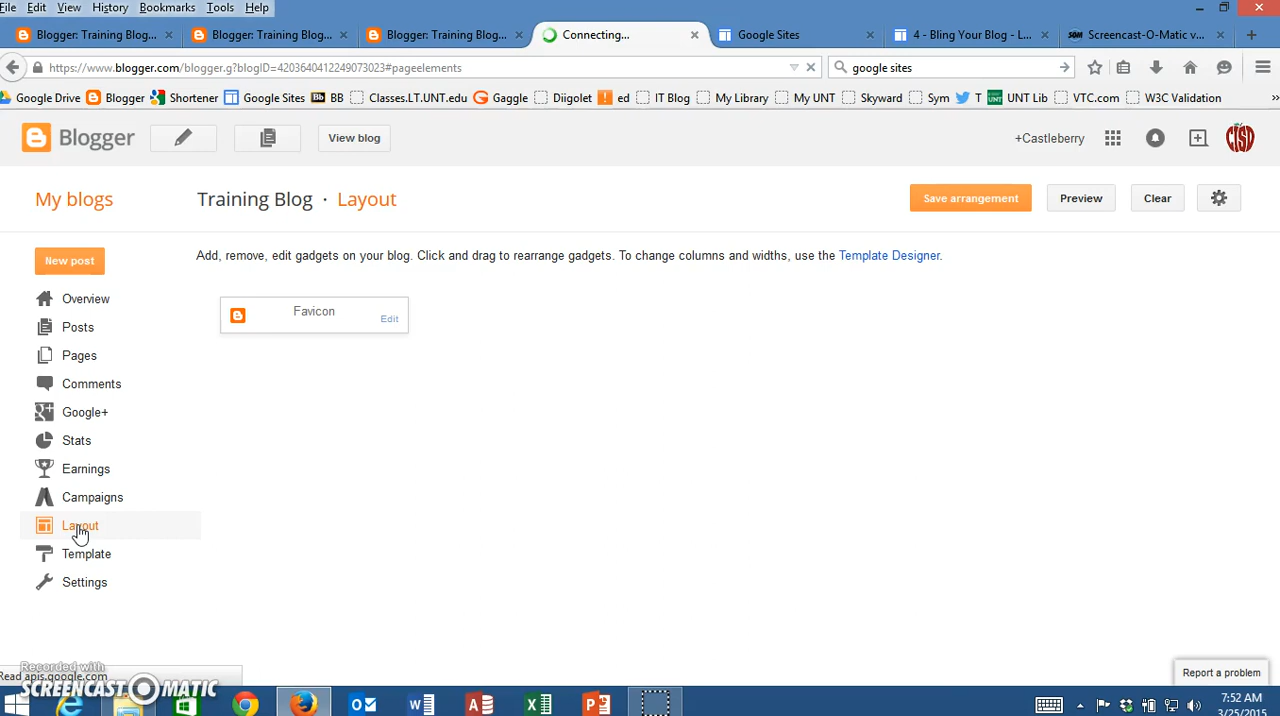 File Edit View History Bookmarks Tools Help
Blogger: Training Blog... × Blogger: Training Blog... × Blogger: Training Blog... × Connecting... × Google Sites × 4 - Bling Your Blog - L... × Screencast-O-Matic v... × +
https://www.blogger.com/blogger.g?blogID=4203640412249073023#pageelements google sites
Google Drive Blogger Shortener Google Sites BB Classes.LT.UNT.edu Gaggle Diigolet ed IT Blog My Library My UNT Skyward Sym T UNT Lib VTC.com W3C Validation »
Blogger View blog +Castleberry CISD
My blogs Training Blog · Layout Save arrangement Preview Clear
New post
Add, remove, edit gadgets on your blog. Click and drag to rearrange gadgets. To change columns and widths, use the Template Designer.
Favicon
Edit
Overview
Posts
Pages
Comments
Google+
Stats
Earnings
Campaigns
Layout
Template
Settings
Report a problem
Read apis.google.com
Recorded with
SCREENCAST-O-MATIC
7:52 AM
3/25/2015